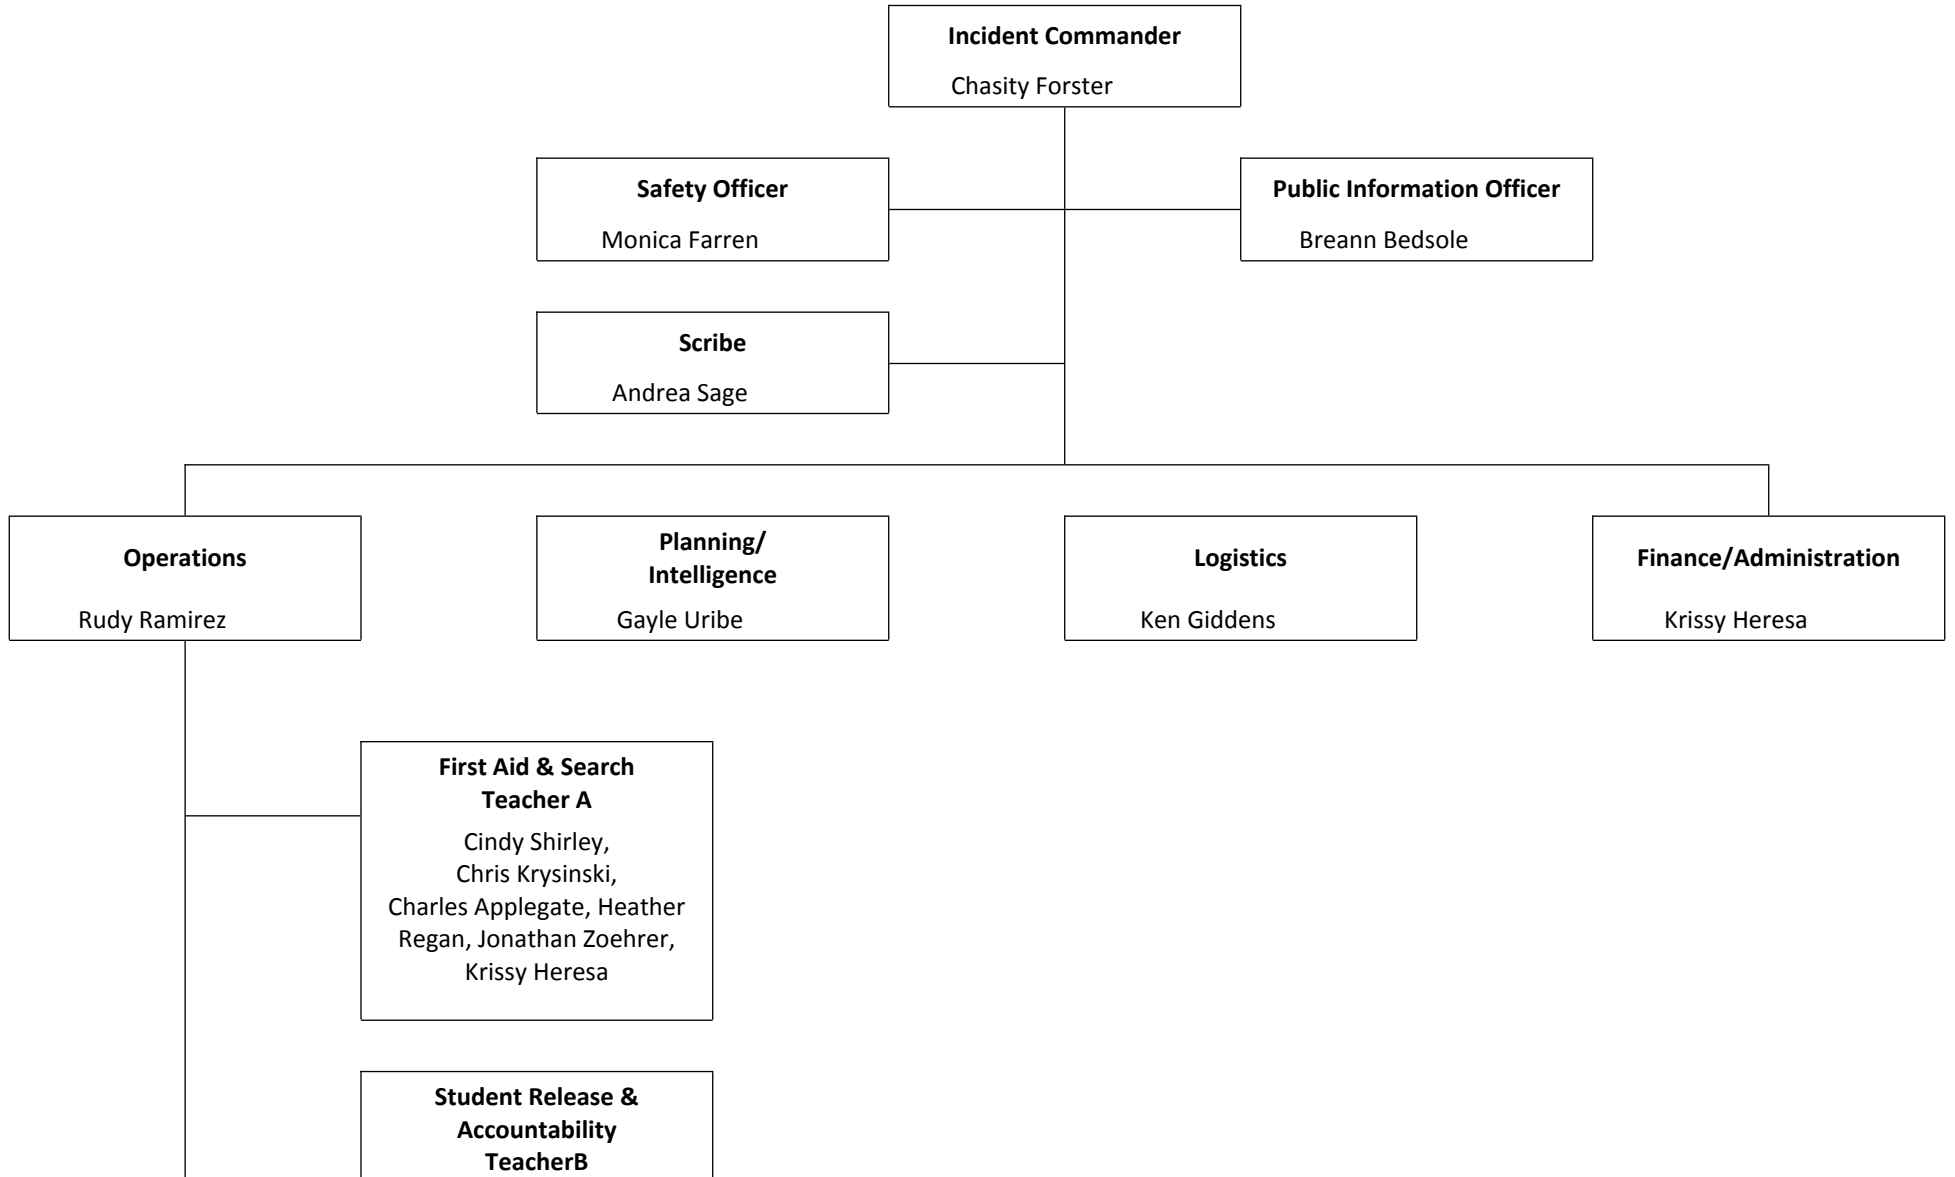 Incident Commander
Chasity Forster
Safety Officer
Monica Farren
Public Information Officer
Breann Bedsole
Scribe
Andrea Sage
Operations
Rudy Ramirez
Planning/
Intelligence
Gayle Uribe
Logistics
Ken Giddens
Finance/Administration
Krissy Heresa
First Aid & Search
Teacher A
Cindy Shirley,
Chris Krysinski,
Charles Applegate, Heather
Regan, Jonathan Zoehrer,
Krissy Heresa
Student Release &
Accountability
TeacherB